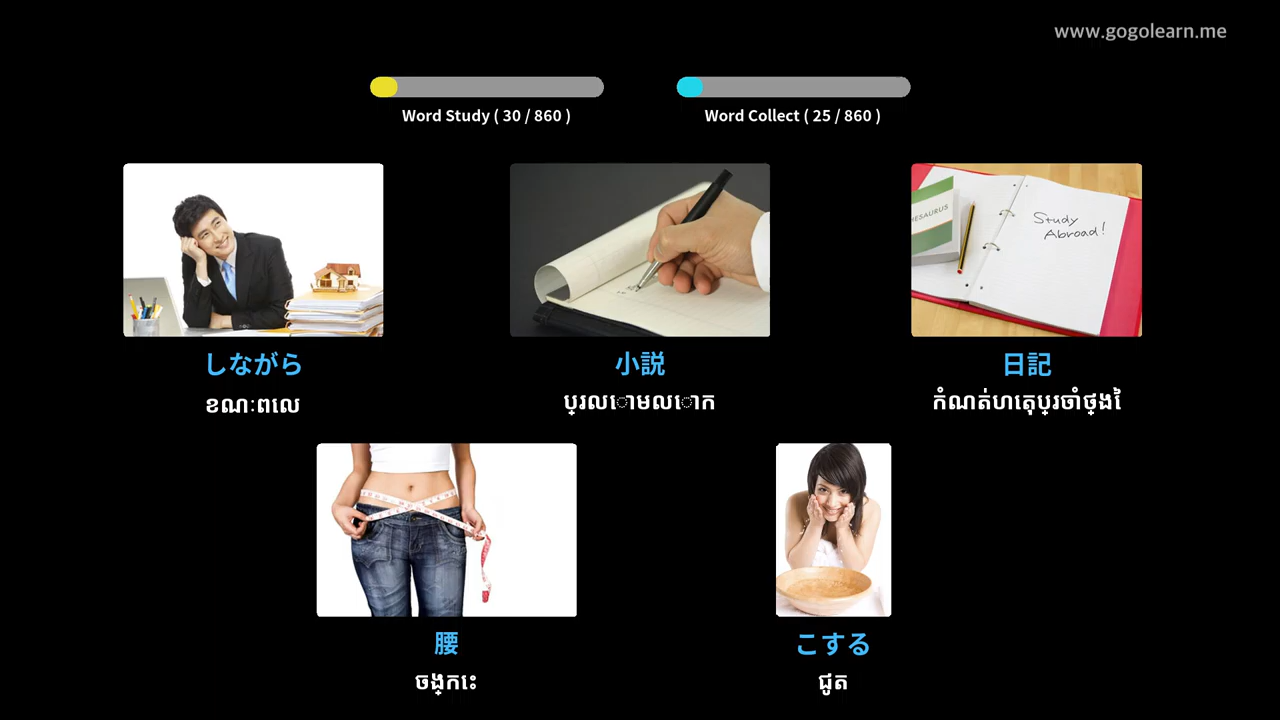 www.gogolearn.me
Word Study ( 30 / 860 )
Word Collect ( 25 / 860 )
THESAURUS
Study
Abroad!
しながら
小説
日記
ខណៈពេល
ប្រលោមលោក
កំណត់ហេតុប្រចាំថ្ងៃ
腰
こする
ចង្កេះ
ជូត